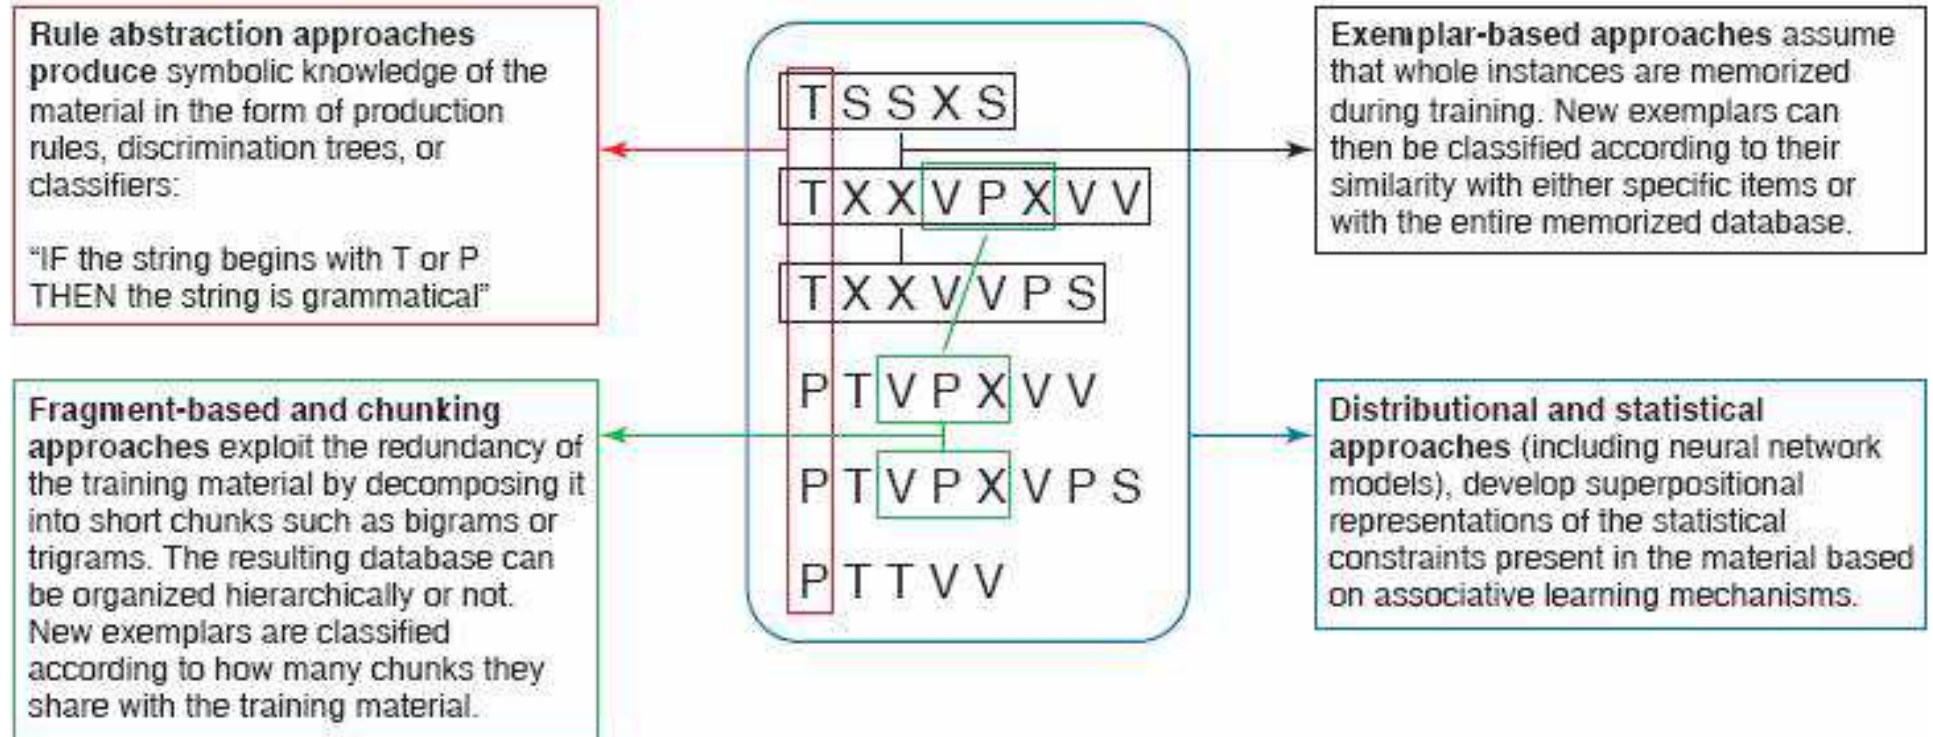 Rule abstraction approaches
produce symbolic knowledge of the
material in the form of production
rules, discrimination trees, or
classifiers:
“IF the string begins with T or P
THEN the string is grammatical”
Fragment-based and chunking
approaches exploit the redundancy of
the training material by decomposing it
into short chunks such as bigrams or
trigrams. The resulting database can
be organized hierarchically or not.
New exemplars are classified
according to how many chunks they
share with the training material.
T S S X S
T X X V P X V V
T X X V V P S
P T V P X V V
P T V P X V P S
P T T V V
Exemplar-based approaches assume
that whole instances are memorized
during training. New exemplars can
then be classified according to their
similarity with either specific items or
with the entire memorized database.
Distributional and statistical
approaches (including neural network
models), develop superpositional
representations of the statistical
constraints present in the material based
on associative learning mechanisms.